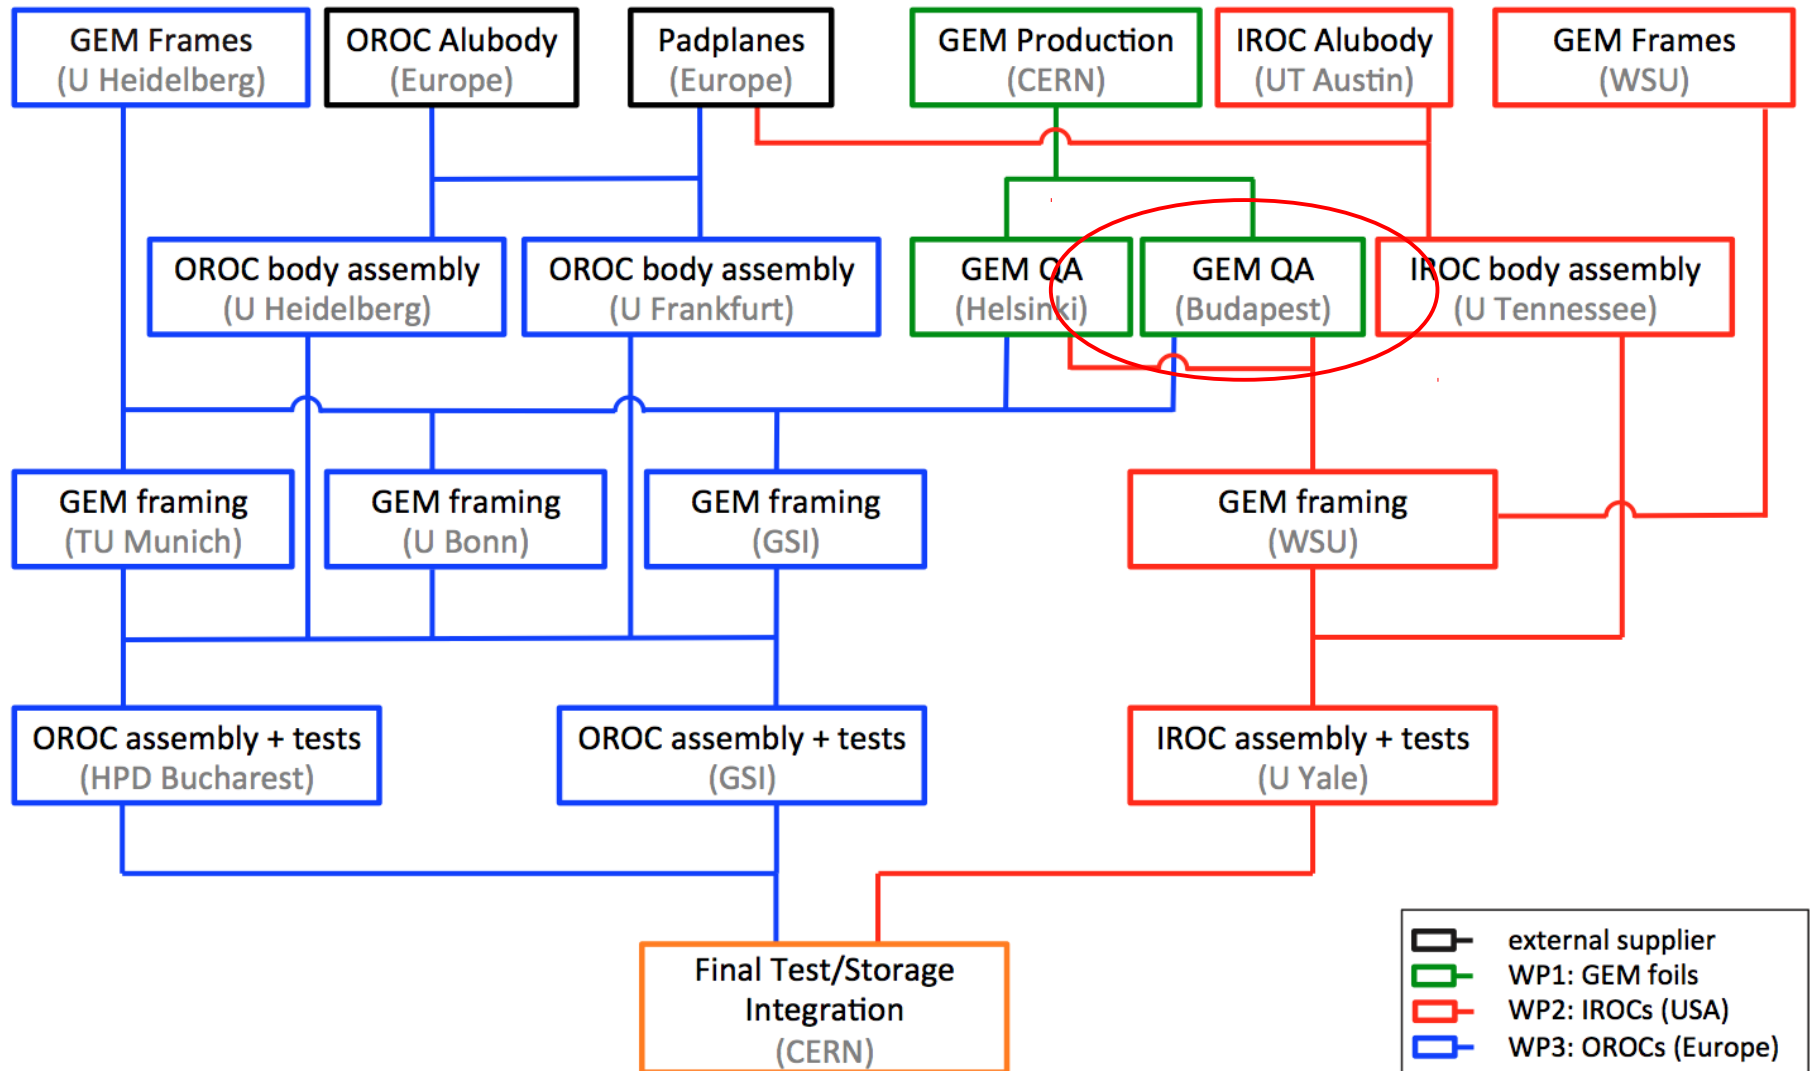 GEM Frames
(U Heidelberg)
OROC Alubody
(Europe)
Padplanes
(Europe)
GEM Production
(CERN)
IROC Alubody
(UT Austin)
GEM Frames
(WSU)
OROC body assembly
(U Heidelberg)
OROC body assembly
(U Frankfurt)
GEM QA
(Helsinki)
GEM QA
(Budapest)
IROC body assembly
(U Tennessee)
GEM framing
(TU Munich)
GEM framing
(U Bonn)
GEM framing
(GSI)
GEM framing
(WSU)
OROC assembly + tests
(HPD Bucharest)
OROC assembly + tests
(GSI)
IROC assembly + tests
(U Yale)
Final Test/Storage
Integration
(CERN)
external supplier
WP1: GEM foils
WP2: IROCs (USA)
WP3: OROCs (Europe)